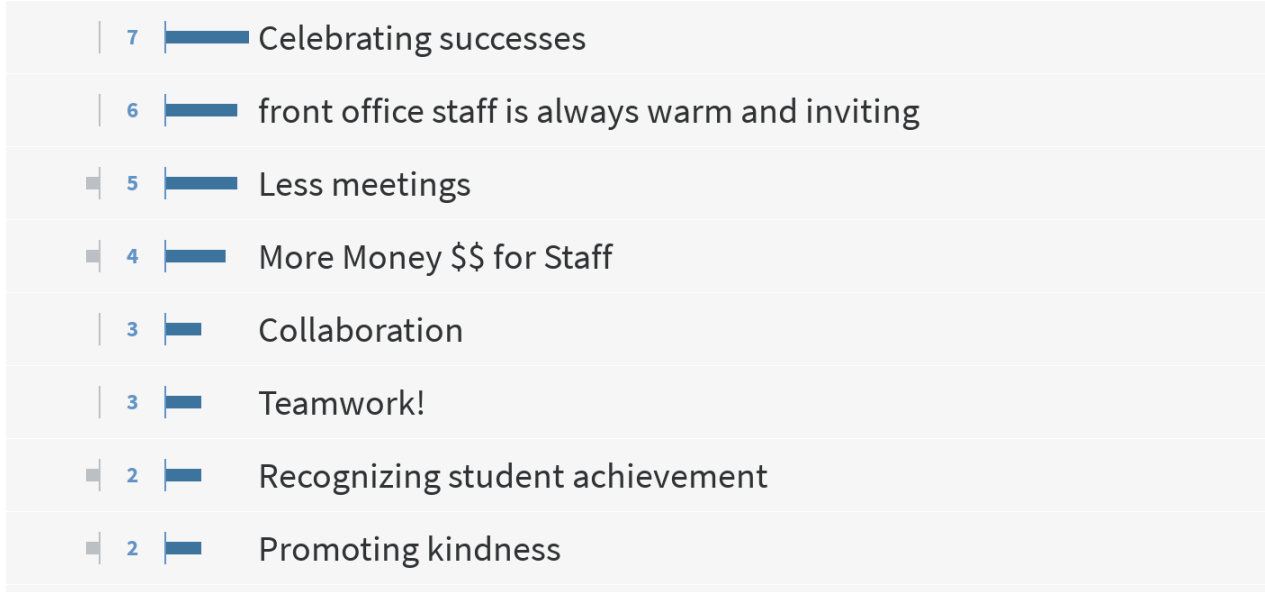 7 Celebrating successes
6 front office staff is always warm and inviting
5 Less meetings
4 More Money $$ for Staff
3 Collaboration
3 Teamwork!
2 Recognizing student achievement
2 Promoting kindness